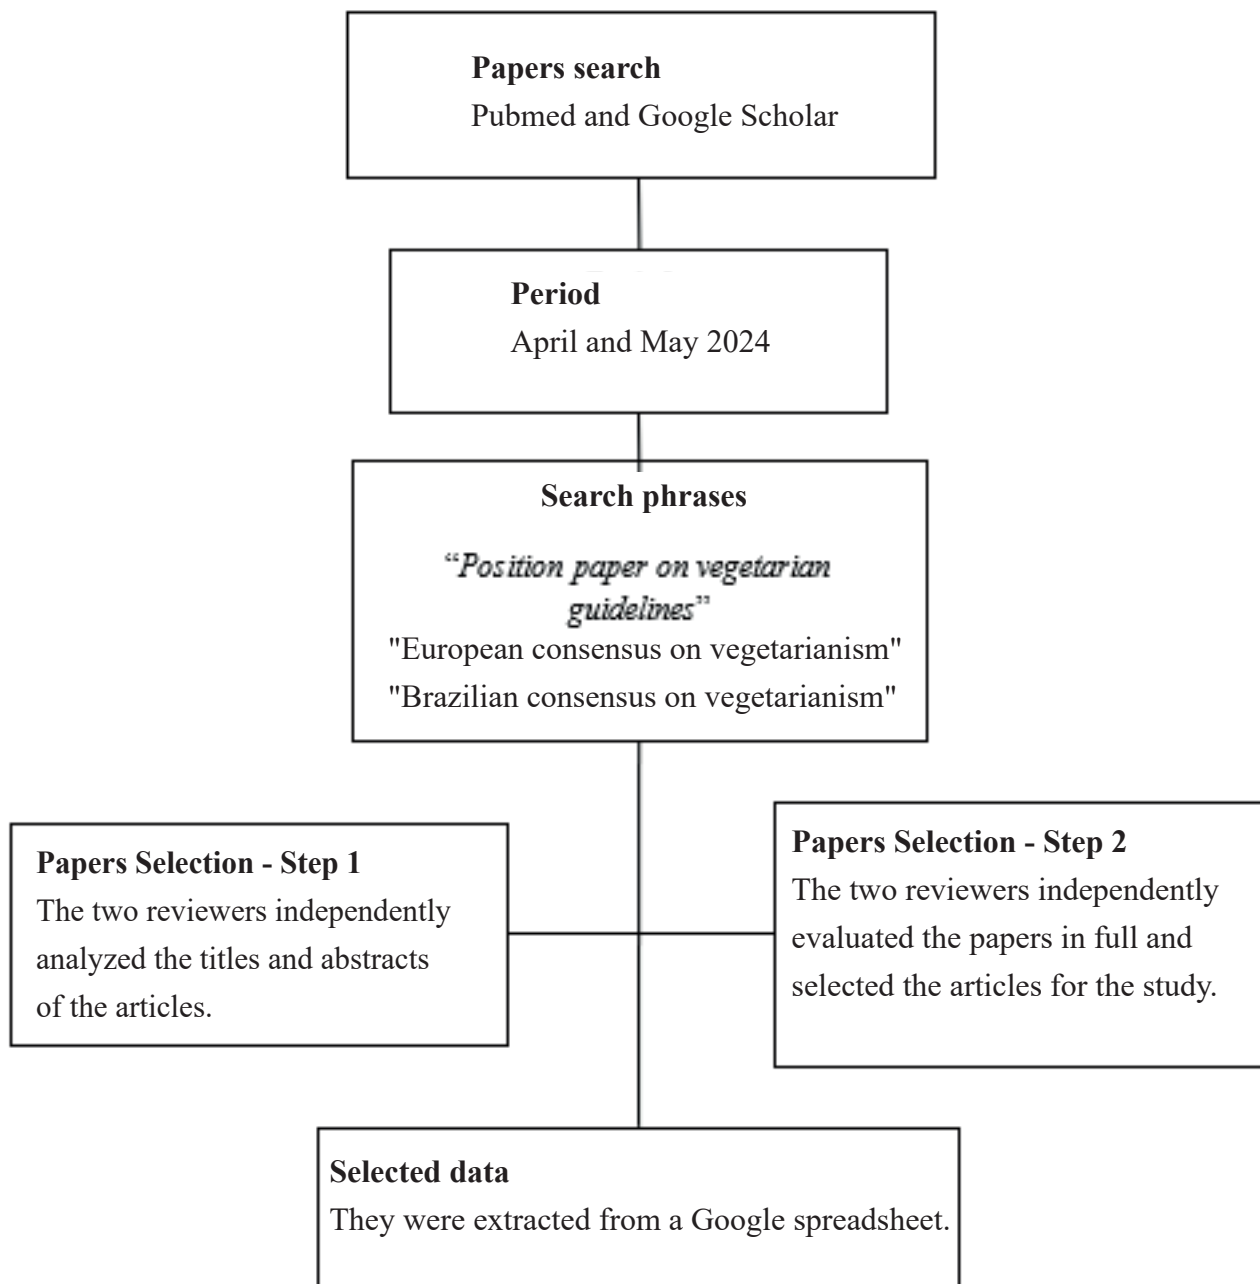 Papers search
Pubmed and Google Scholar
Period
April and May 2024
Search phrases
“Position paper on vegetarian
guidelines”
"European consensus on vegetarianism"
"Brazilian consensus on vegetarianism"
Papers Selection - Step 1
The two reviewers independently
analyzed the titles and abstracts
of the articles.
Papers Selection - Step 2
The two reviewers independently
evaluated the papers in full and
selected the articles for the study.
Selected data
They were extracted from a Google spreadsheet.